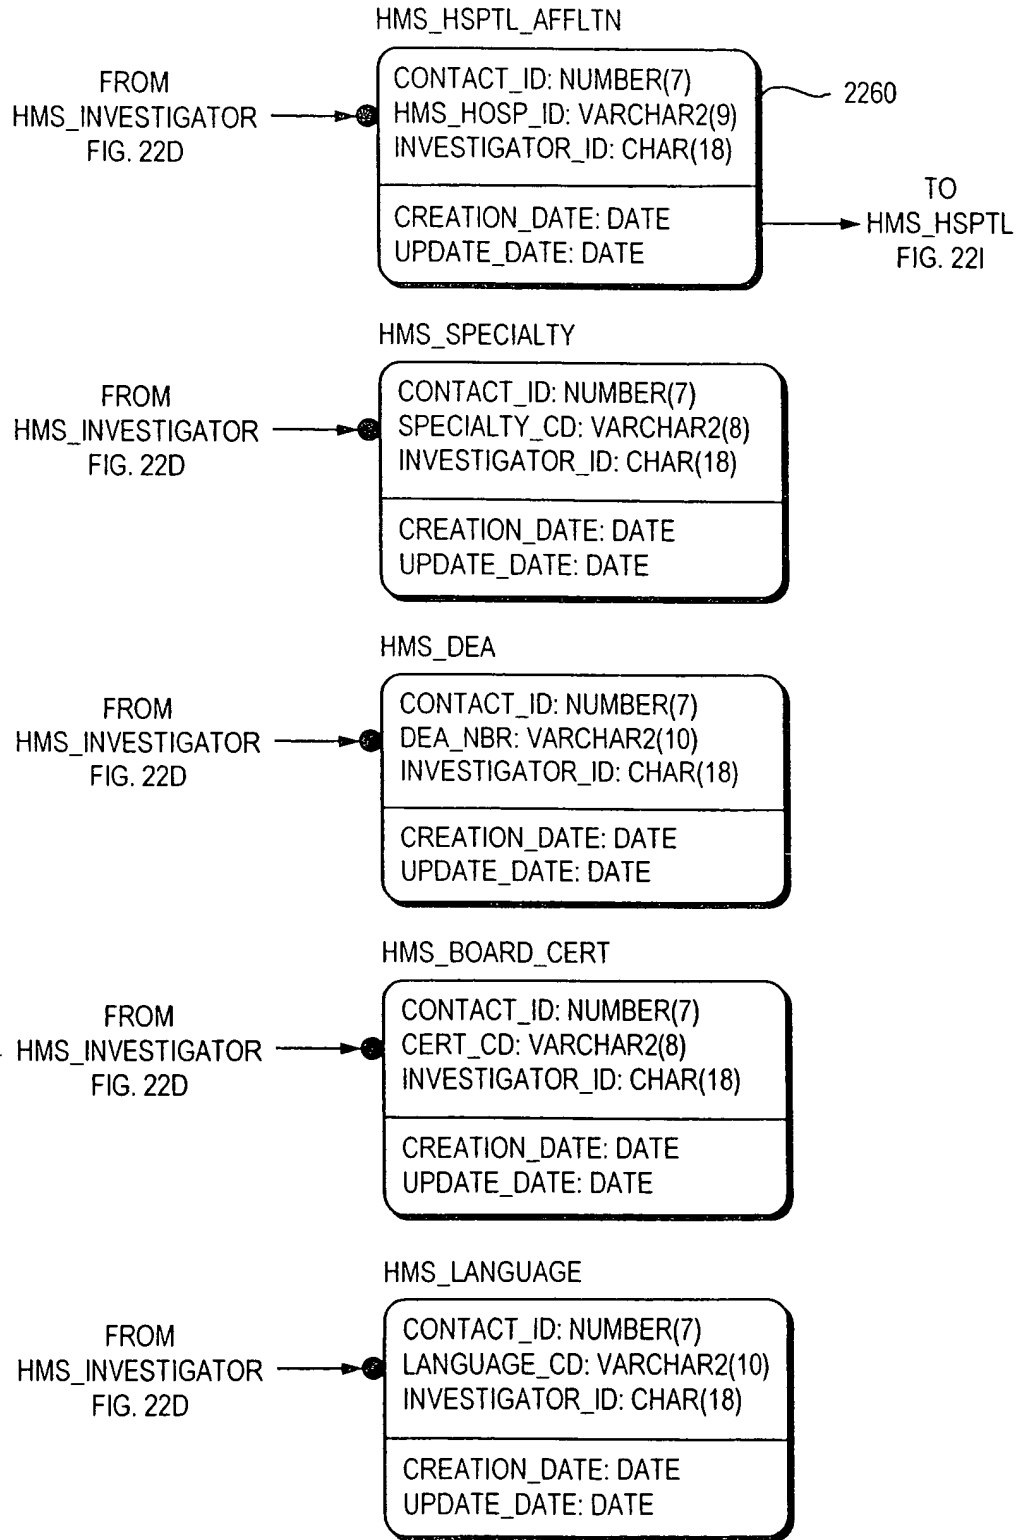 HMS_HSPTL_AFFLTN
FROM
HMS_INVESTIGATOR
FIG. 22D
CONTACT_ID: NUMBER(7)
HMS_HOSP_ID: VARCHAR2(9)
INVESTIGATOR_ID: CHAR(18)
CREATION_DATE: DATE
UPDATE_DATE: DATE
2260
TO
HMS_HSPTL
FIG. 22I
HMS_SPECIALTY
FROM
HMS_INVESTIGATOR
FIG. 22D
CONTACT_ID: NUMBER(7)
SPECIALTY_CD: VARCHAR2(8)
INVESTIGATOR_ID: CHAR(18)
CREATION_DATE: DATE
UPDATE_DATE: DATE
HMS_DEA
FROM
HMS_INVESTIGATOR
FIG. 22D
CONTACT_ID: NUMBER(7)
DEA_NBR: VARCHAR2(10)
INVESTIGATOR_ID: CHAR(18)
CREATION_DATE: DATE
UPDATE_DATE: DATE
HMS_BOARD_CERT
FROM
HMS_INVESTIGATOR
FIG. 22D
CONTACT_ID: NUMBER(7)
CERT_CD: VARCHAR2(8)
INVESTIGATOR_ID: CHAR(18)
CREATION_DATE: DATE
UPDATE_DATE: DATE
HMS_LANGUAGE
FROM
HMS_INVESTIGATOR
FIG. 22D
CONTACT_ID: NUMBER(7)
LANGUAGE_CD: VARCHAR2(10)
INVESTIGATOR_ID: CHAR(18)
CREATION_DATE: DATE
UPDATE_DATE: DATE